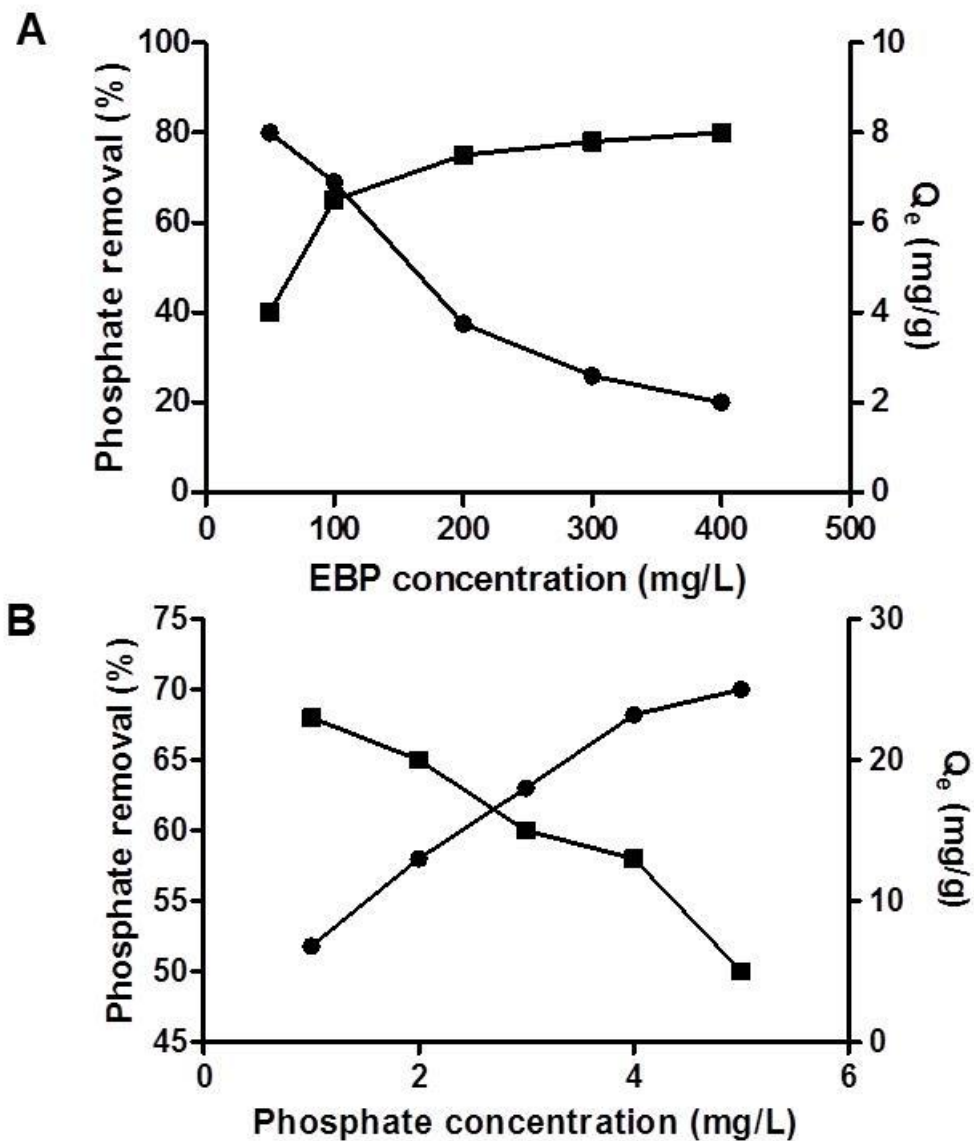 A
Phosphate removal (%)
100
80
60
40
20
0
10
8
6
4
2
0
Qe (mg/g)
0 100 200 300 400 500
EBP concentration (mg/L)
B
Phosphate removal (%)
75
70
65
60
55
50
45
30
20
10
0
Qe (mg/g)
0 2 4 6
Phosphate concentration (mg/L)